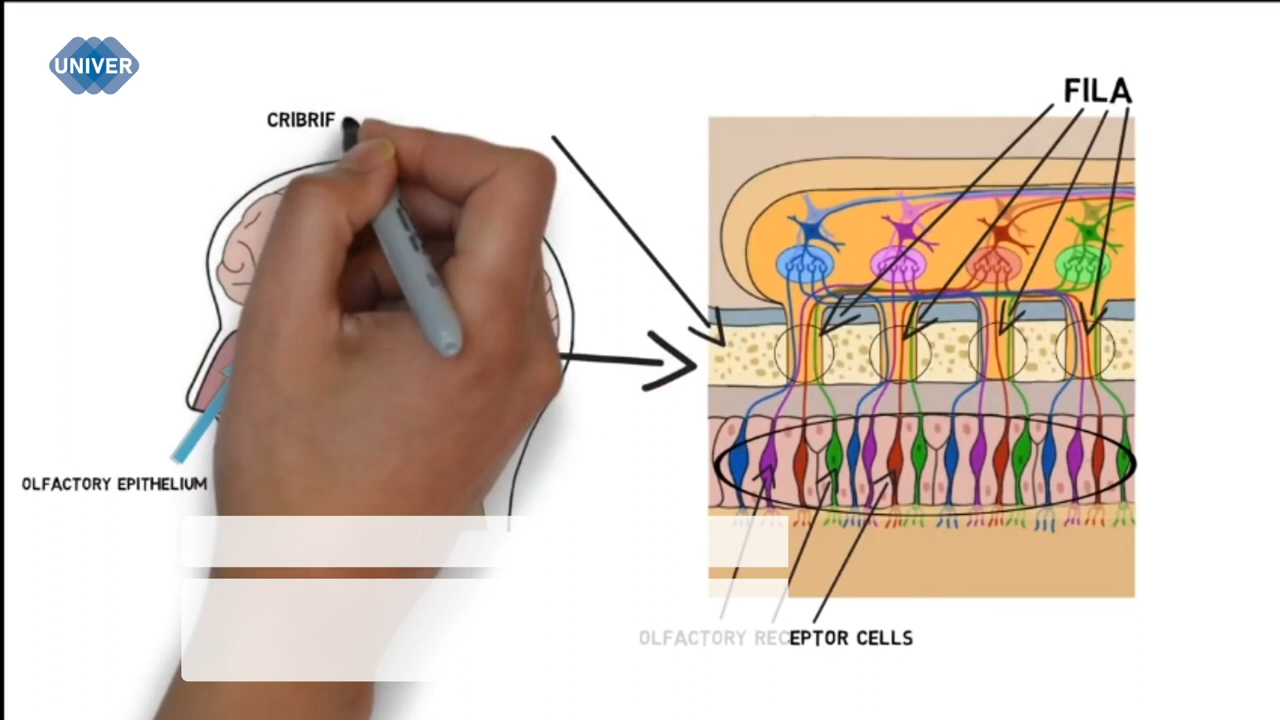 UNIVER
FILA
CRIBRIF
OLFACTORY EPITHELIUM
OLFACTORY RECEPTOR CELLS